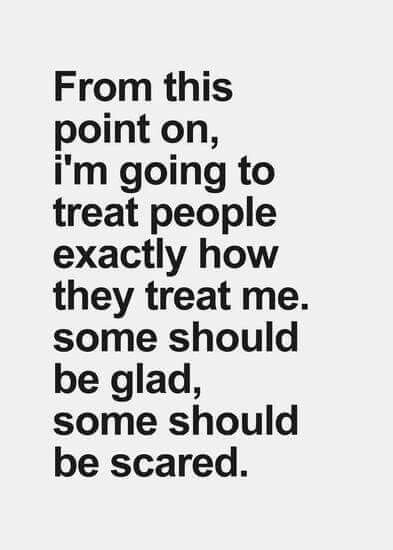 From this
point on,
i'm going to
treat people
exactly how
they treat me.
some should
be glad,
some should
be scared.